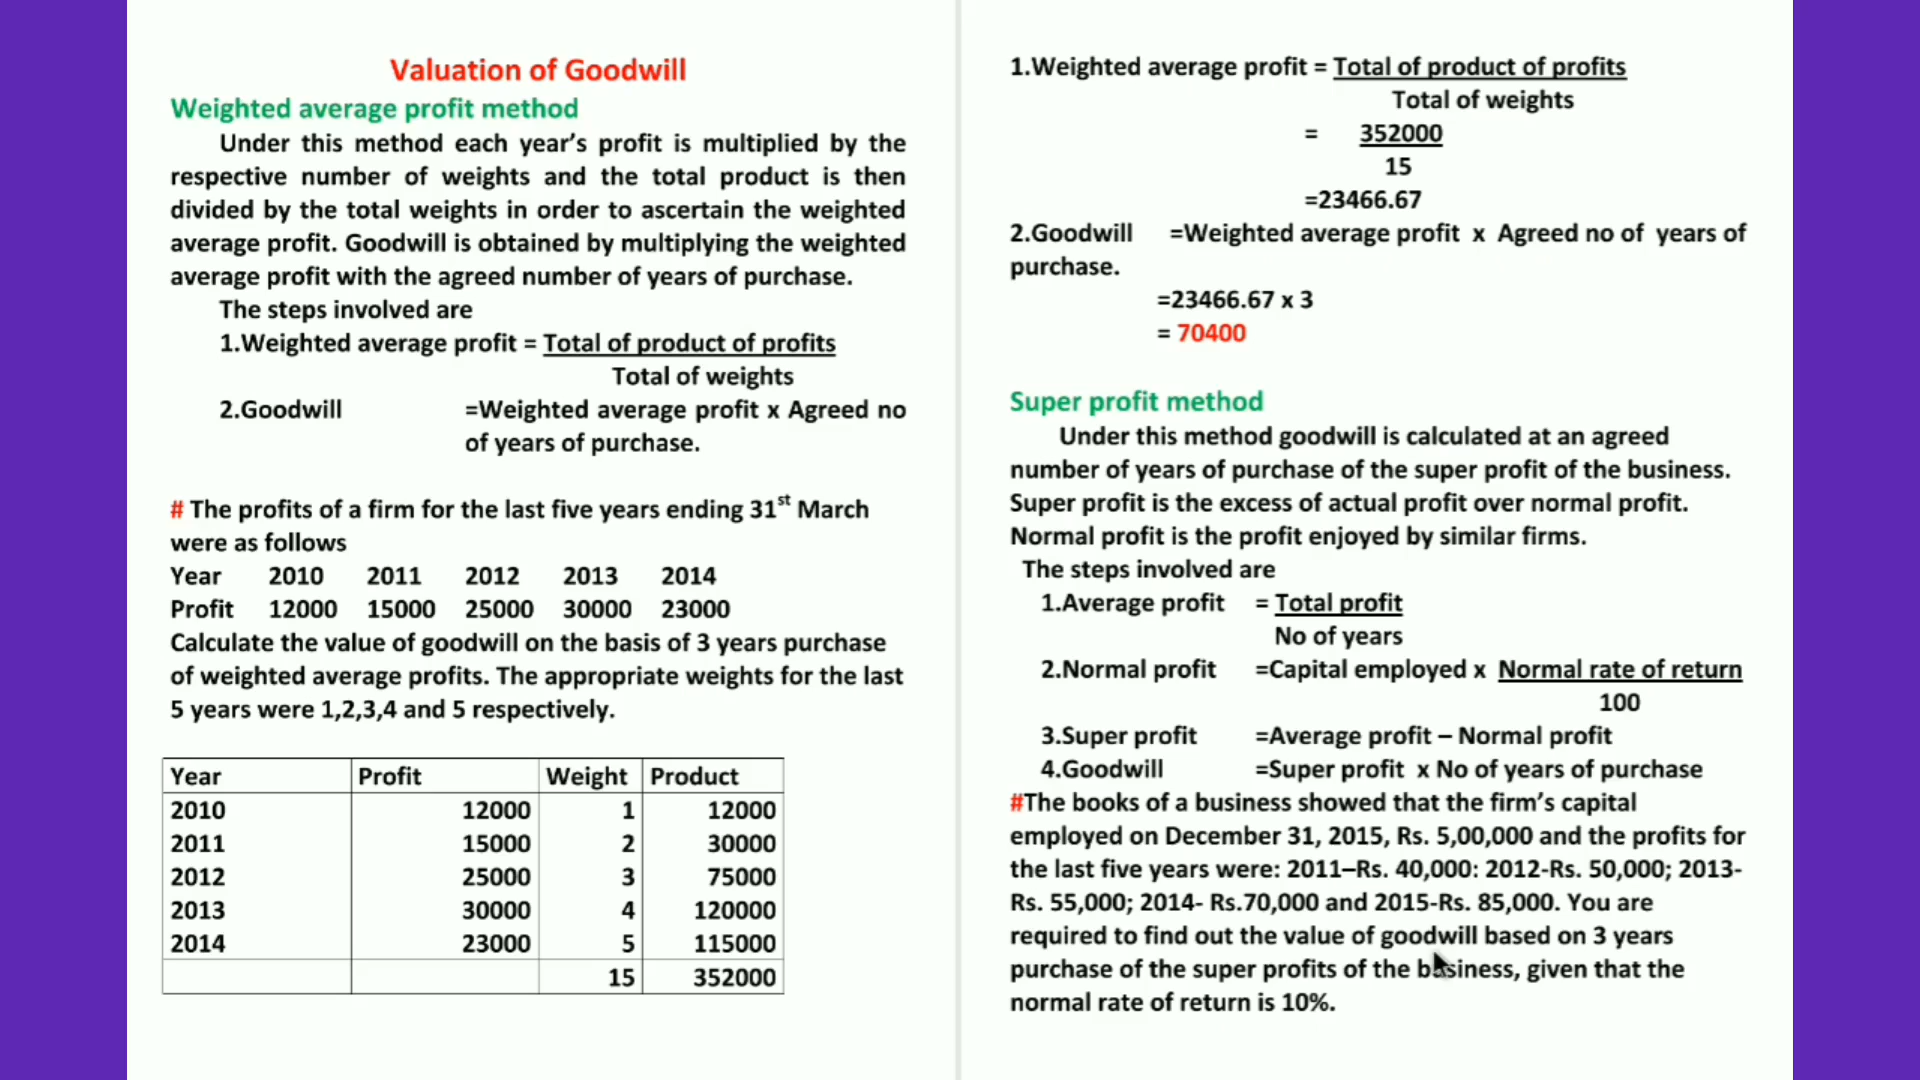 Valuation of Goodwill
Weighted average profit method
Under this method each year's profit is multiplied by the
respective number of weights and the total product is then
divided by the total weights in order to ascertain the weighted
average profit. Goodwill is obtained by multiplying the weighted
average profit with the agreed number of years of purchase.
The steps involved are
1.Weighted average profit = Total of product of profits
Total of weights
2.Goodwill =Weighted average profit x Agreed no
of years of purchase.
# The profits of a firm for the last five years ending 31st March
were as follows
Year 2010 2011 2012 2013 2014
Profit 12000 15000 25000 30000 23000
Calculate the value of goodwill on the basis of 3 years purchase
of weighted average profits. The appropriate weights for the last
5 years were 1,2,3,4 and 5 respectively.
Year Profit Weight Product
2010 12000 1 12000
2011 15000 2 30000
2012 25000 3 75000
2013 30000 4 120000
2014 23000 5 115000
15 352000
1.Weighted average profit = Total of product of profits
Total of weights
= 352000
15
=23466.67
2.Goodwill =Weighted average profit x Agreed no of years of
purchase.
=23466.67 x 3
= 70400
Super profit method
Under this method goodwill is calculated at an agreed
number of years of purchase of the super profit of the business.
Super profit is the excess of actual profit over normal profit.
Normal profit is the profit enjoyed by similar firms.
The steps involved are
1.Average profit = Total profit
No of years
2.Normal profit =Capital employed x Normal rate of return
100
3.Super profit =Average profit – Normal profit
4.Goodwill =Super profit x No of years of purchase
#The books of a business showed that the firm's capital
employed on December 31, 2015, Rs. 5,00,000 and the profits for
the last five years were: 2011–Rs. 40,000: 2012-Rs. 50,000; 2013-
Rs. 55,000; 2014- Rs.70,000 and 2015-Rs. 85,000. You are
required to find out the value of goodwill based on 3 years
purchase of the super profits of the business, given that the
normal rate of return is 10%.